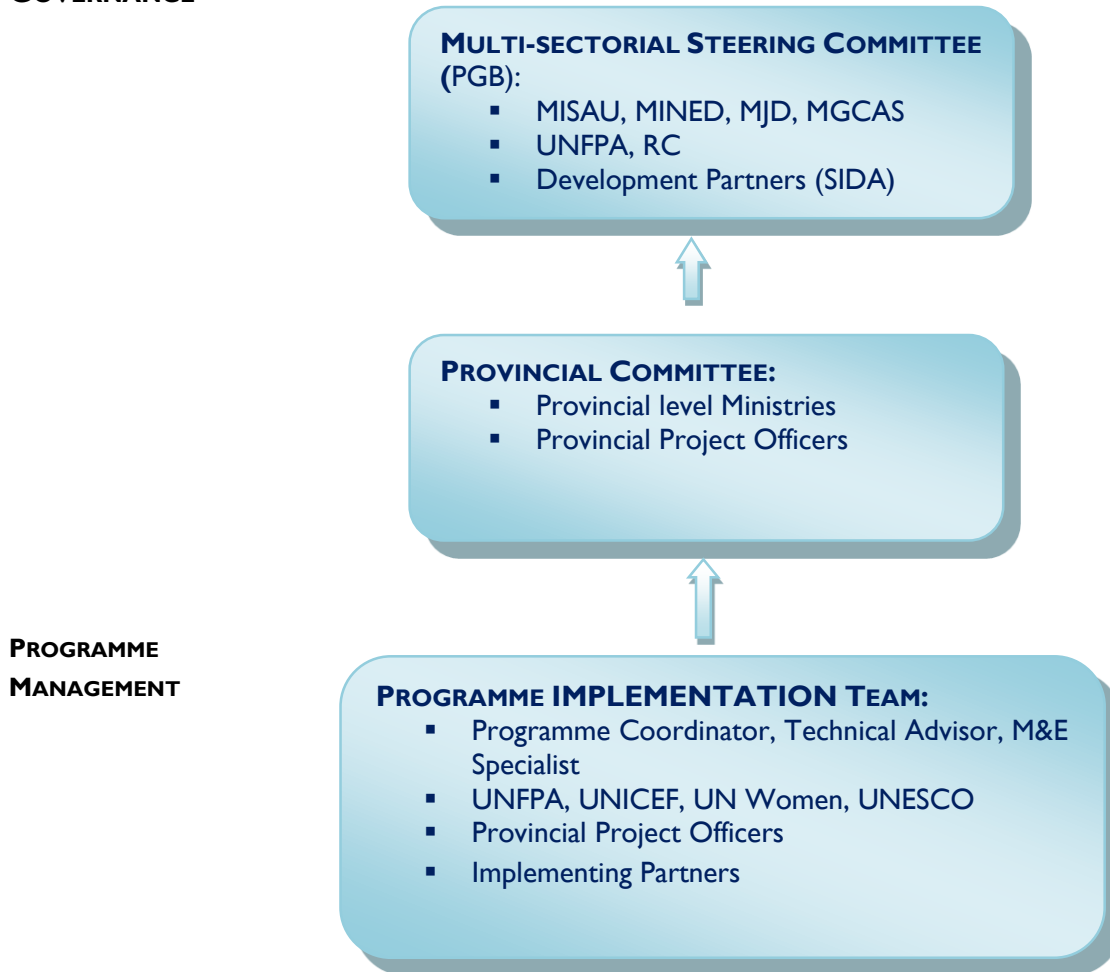 GOVERNANCE
MULTI-SECTORIAL STEERING COMMITTEE
(PGB):
▪ MISAU, MINED, MJD, MGCAS
▪ UNFPA, RC
▪ Development Partners (SIDA)
PROVINCIAL COMMITTEE:
▪ Provincial level Ministries
▪ Provincial Project Officers
PROGRAMME
MANAGEMENT
PROGRAMME IMPLEMENTATION TEAM:
▪ Programme Coordinator, Technical Advisor, M&E
Specialist
▪ UNFPA, UNICEF, UN Women, UNESCO
▪ Provincial Project Officers
▪ Implementing Partners